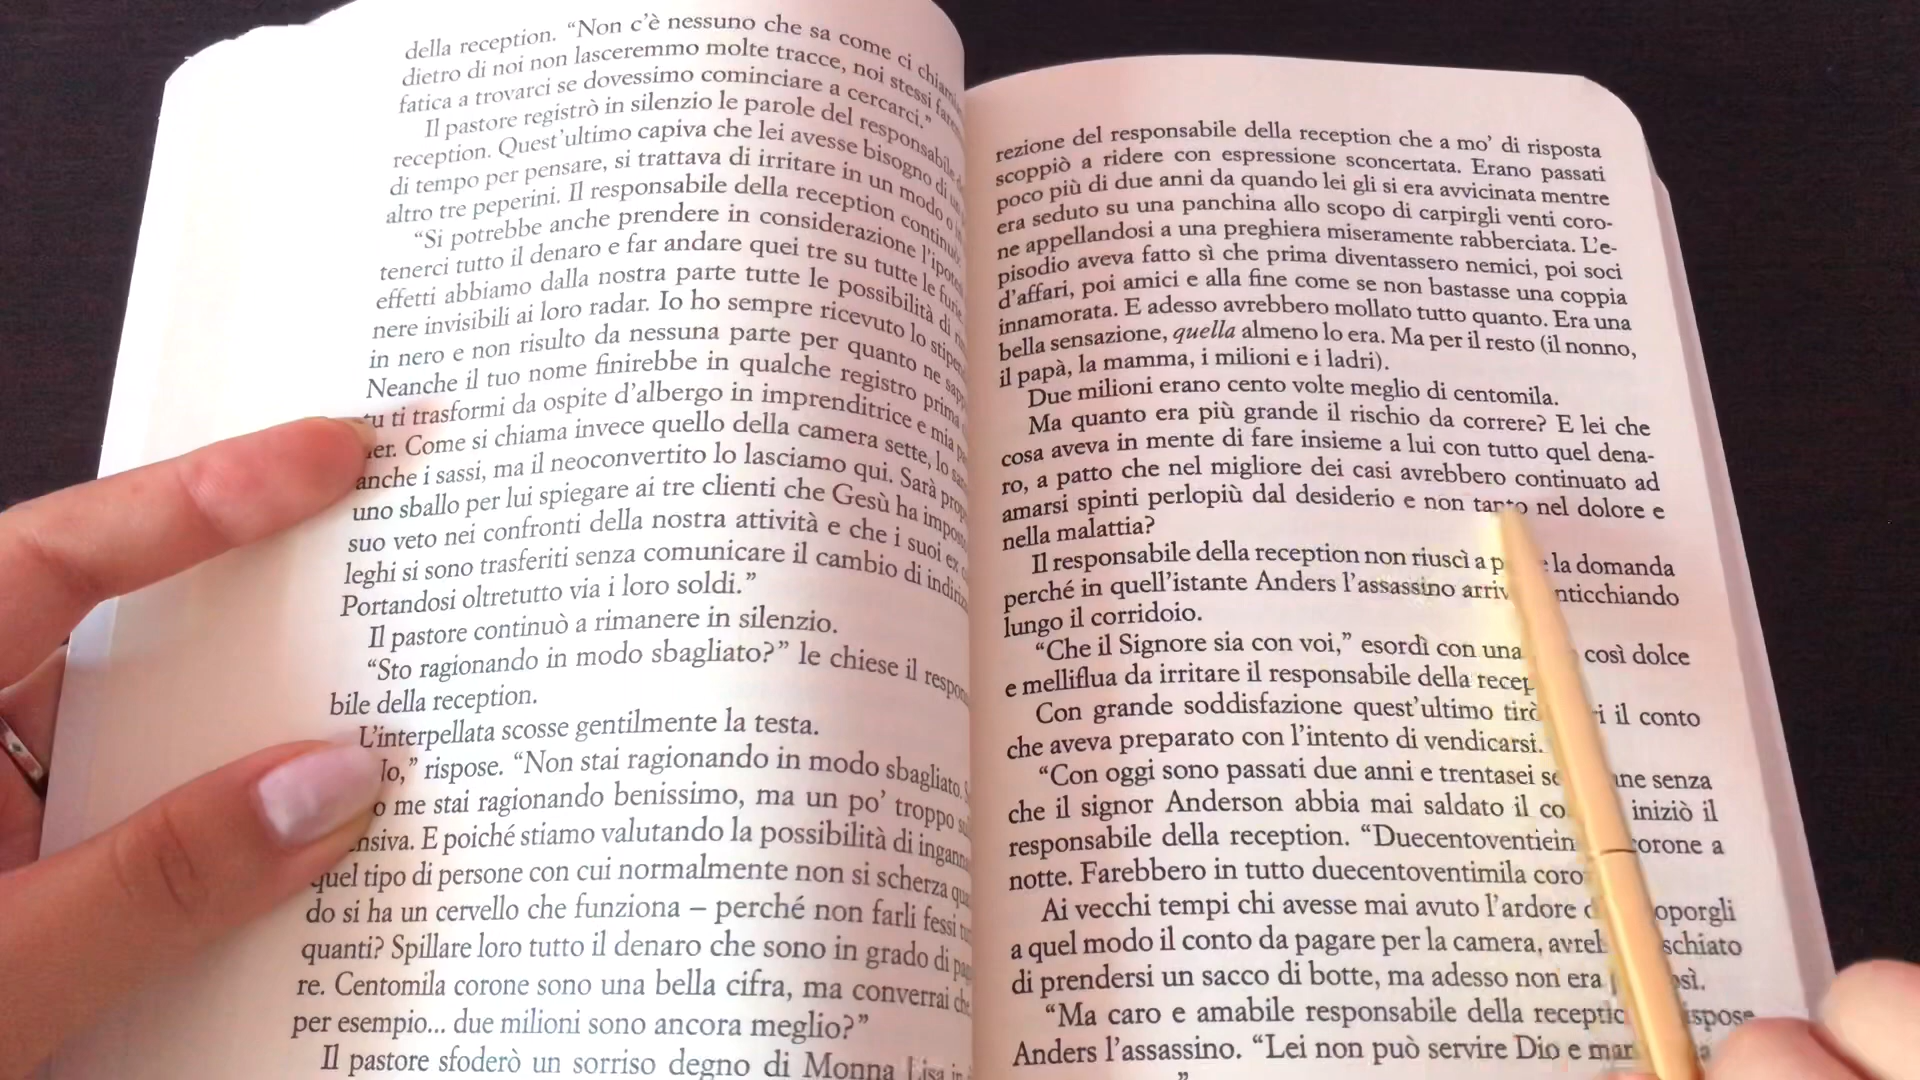 della reception. “Non c’è nessuno che sa come ci
dietro di noi non lasceremmo molte tracce, noi stessi
fatica a trovarci se dovessimo cominciare a cercarci.”
Il pastore registrò in silenzio le parole del responsabile
reception. Quest’ultimo capiva che lei avesse bisogno di
di tempo per pensare, si trattava di irritare in un modo o
altro tre peperini. Il responsabile della reception continuò:
“Si potrebbe anche prendere in considerazione
tenerci tutto il denaro e far andare quei tre su tutte le furie.
effetti abbiamo dalla nostra parte tutte le possibilità di
nere invisibili ai loro radar. Io ho sempre ricevuto lo
in nero e non risulto da nessuna parte per quanto ne
Neanche il tuo nome finirebbe in qualche registro prima
tu ti trasformi da ospite d’albergo in imprenditrice e mia
Come si chiama invece quello della camera sette, lo
anche i sassi, ma il neoconvertito lo lasciamo qui. Sarà
uno sballo per lui spiegare ai tre clienti che Gesù ha
suo veto nei confronti della nostra attività e che i suoi ex
leghi si sono trasferiti senza comunicare il cambio di
Portandosi oltretutto via i loro soldi.”
Il pastore continuò a rimanere in silenzio.
“Sto ragionando in modo sbagliato?” le chiese il
bile della reception.
L’interpellata scosse gentilmente la testa.
rispose. “Non stai ragionando in modo sbagliato.
me stai ragionando benissimo, ma un po’ troppo
E poiché stiamo valutando la possibilità di
quel tipo di persone con cui normalmente non si scherza
do si ha un cervello che funziona – perché non farli fessi
quanti? Spillare loro tutto il denaro che sono in grado di
re. Centomila corone sono una bella cifra, ma converrai che
per esempio... due milioni sono ancora meglio?”
Il pastore sfoderò un sorriso degno di Monna Lisa
rezione del responsabile della reception che a mo’ di risposta
scoppiò a ridere con espressione sconcertata. Erano passati
poco più di due anni da quando lei gli si era avvicinata mentre
era seduto su una panchina allo scopo di carpirgli venti coro-
ne appellandosi a una preghiera miseramente rabberciata. L’e-
pisodio aveva fatto sì che prima diventassero nemici, poi soci
d’affari, poi amici e alla fine come se non bastasse una coppia
innamorata. E adesso avrebbero mollato tutto quanto. Era una
bella sensazione, quella almeno lo era. Ma per il resto (il nonno,
il papà, la mamma, i milioni e i ladri).
Due milioni erano cento volte meglio di centomila.
Ma quanto era più grande il rischio da correre? E lei che
cosa aveva in mente di fare insieme a lui con tutto quel dena-
ro, a patto che nel migliore dei casi avrebbero continuato ad
amarsi spinti perlopiù dal desiderio e non tanto nel dolore e
nella malattia?
Il responsabile della reception non riuscì a la domanda
perché in quell’istante Anders l’assassino
lungo il corridoio.
“Che il Signore sia con voi,” esordì con una così dolce
e melliflua da irritare il responsabile della
Con grande soddisfazione quest’ultimo tirò il conto
che aveva preparato con l’intento di vendicarsi.
“Con oggi sono passati due anni e trentasei senza
che il signor Anderson abbia mai saldato il iniziò il
responsabile della reception. corone a
notte. Farebbero in tutto duecentoventimila
Ai vecchi tempi chi avesse mai avuto l’ardore
a quel modo il conto da pagare per la camera,
di prendersi un sacco di botte, ma adesso non era
“Ma caro e amabile responsabile della
Anders l’assassino. “Lei non può servire Dio e